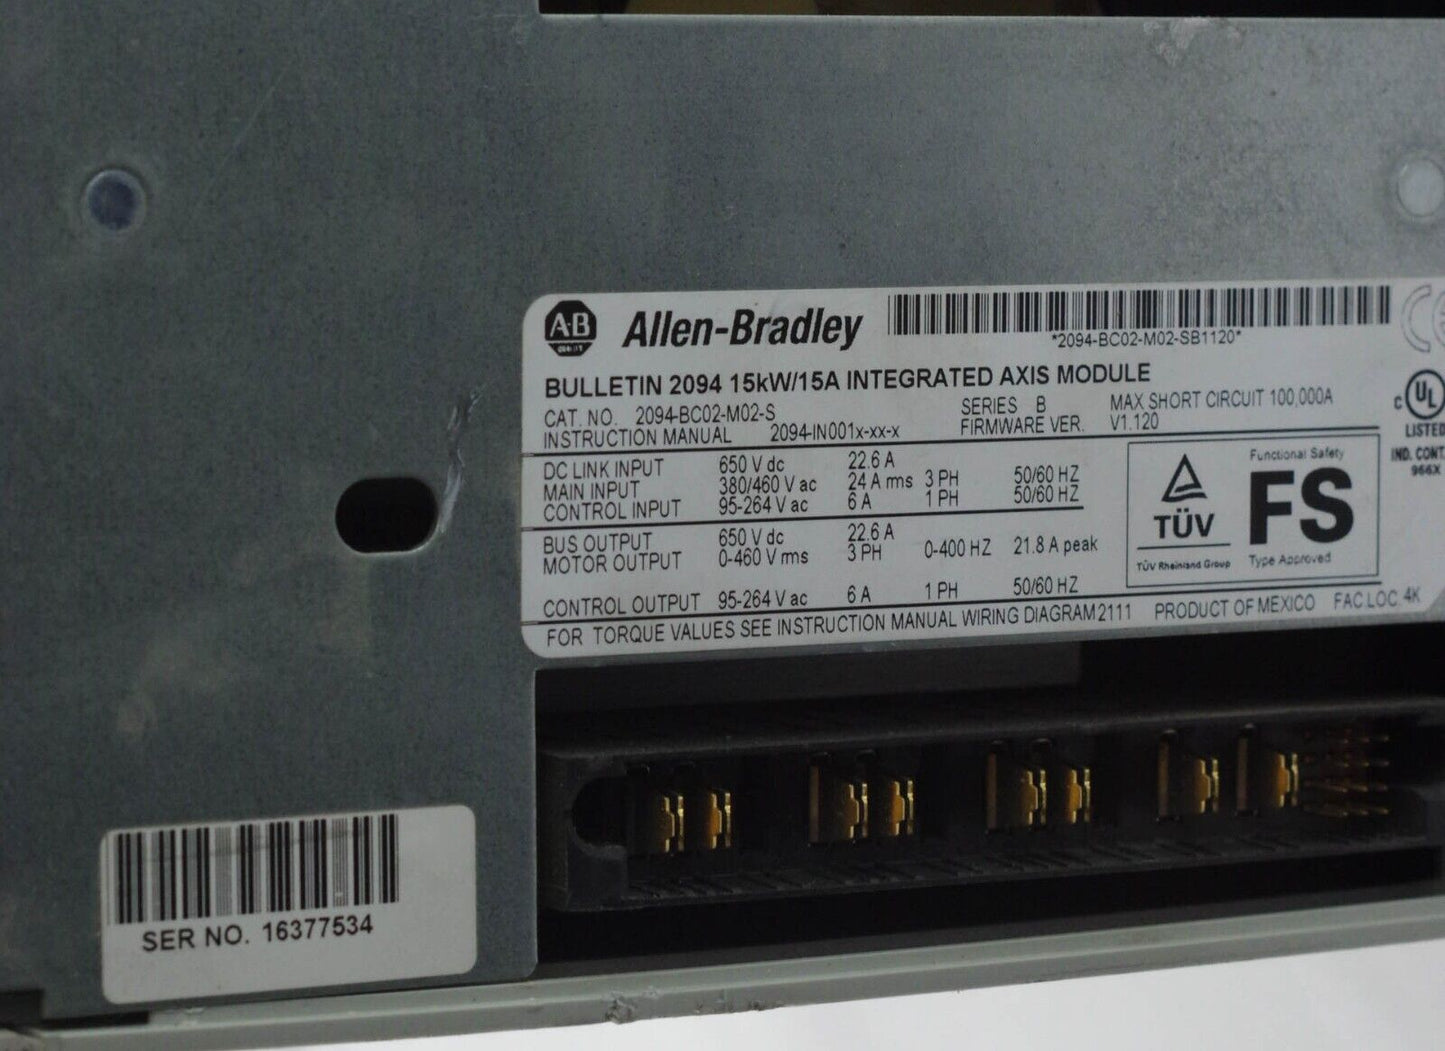 A-B Allen-Bradley
*2094-BC02-M02-SB1120*
BULLETIN 2094 15kW/15A INTEGRATED AXIS MODULE
CAT. NO. 2094-BC02-M02-S SERIES B MAX SHORT CIRCUIT 100,000A
INSTRUCTION MANUAL 2094-IN001x-xx-x FIRMWARE VER. V1.120
DC LINK INPUT 650 V dc 22.6 A
MAIN INPUT 380/460 V ac 24 A rms 3 PH 50/60 HZ
CONTROL INPUT 95-264 V ac 6 A 1 PH 50/60 HZ
BUS OUTPUT 650 V dc 22.6 A
MOTOR OUTPUT 0-460 V rms 3 PH 0-400 HZ 21.8 A peak
CONTROL OUTPUT 95-264 V ac 6 A 1 PH 50/60 HZ
FOR TORQUE VALUES SEE INSTRUCTION MANUAL WIRING DIAGRAM 2111 PRODUCT OF MEXICO FAC.LOC. 4K
TÜV
TÜV Rheinland Group
Functional Safety
FS
Type Approved
CE
c UL
LISTED
IND. CONT.
966X
SER NO. 16377534